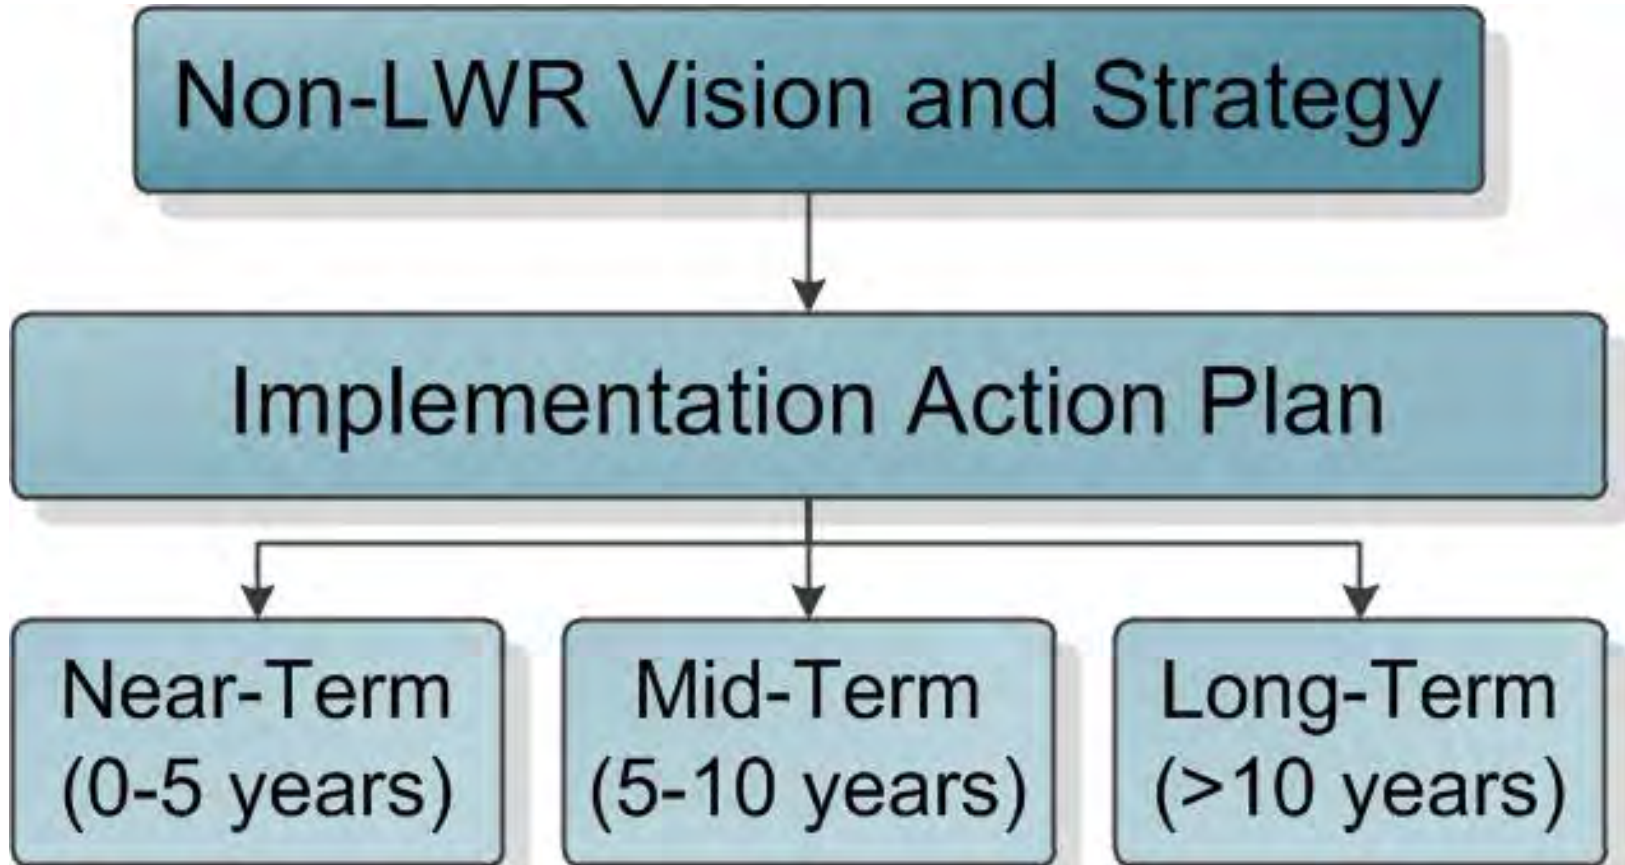 Non-LWR Vision and Strategy
Implementation Action Plan
Near-Term
(0-5 years)
Mid-Term
(5-10 years)
Long-Term
(>10 years)